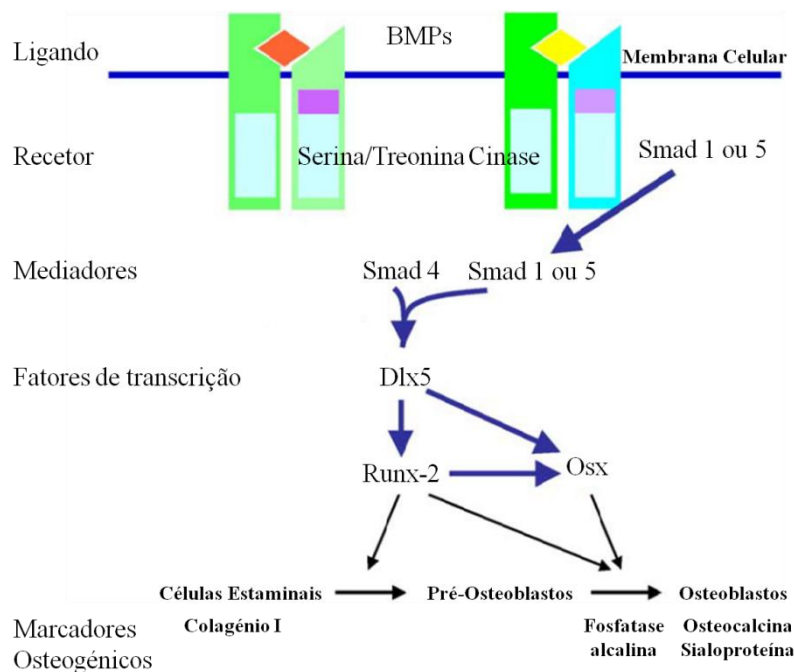 Ligando
BMPs
Membrana Celular
Recetor
Serina/Treonina Cinase
Smad 1 ou 5
Mediadores
Smad 4
Smad 1 ou 5
Fatores de transcrição
Dlx5
Runx-2
Osx
Células Estaminais
Pré-Osteoblastos
Osteoblastos
Marcadores
Osteogénicos
Colagénio I
Fosfatase
alcalina
Osteocalcina
Sialoproteína